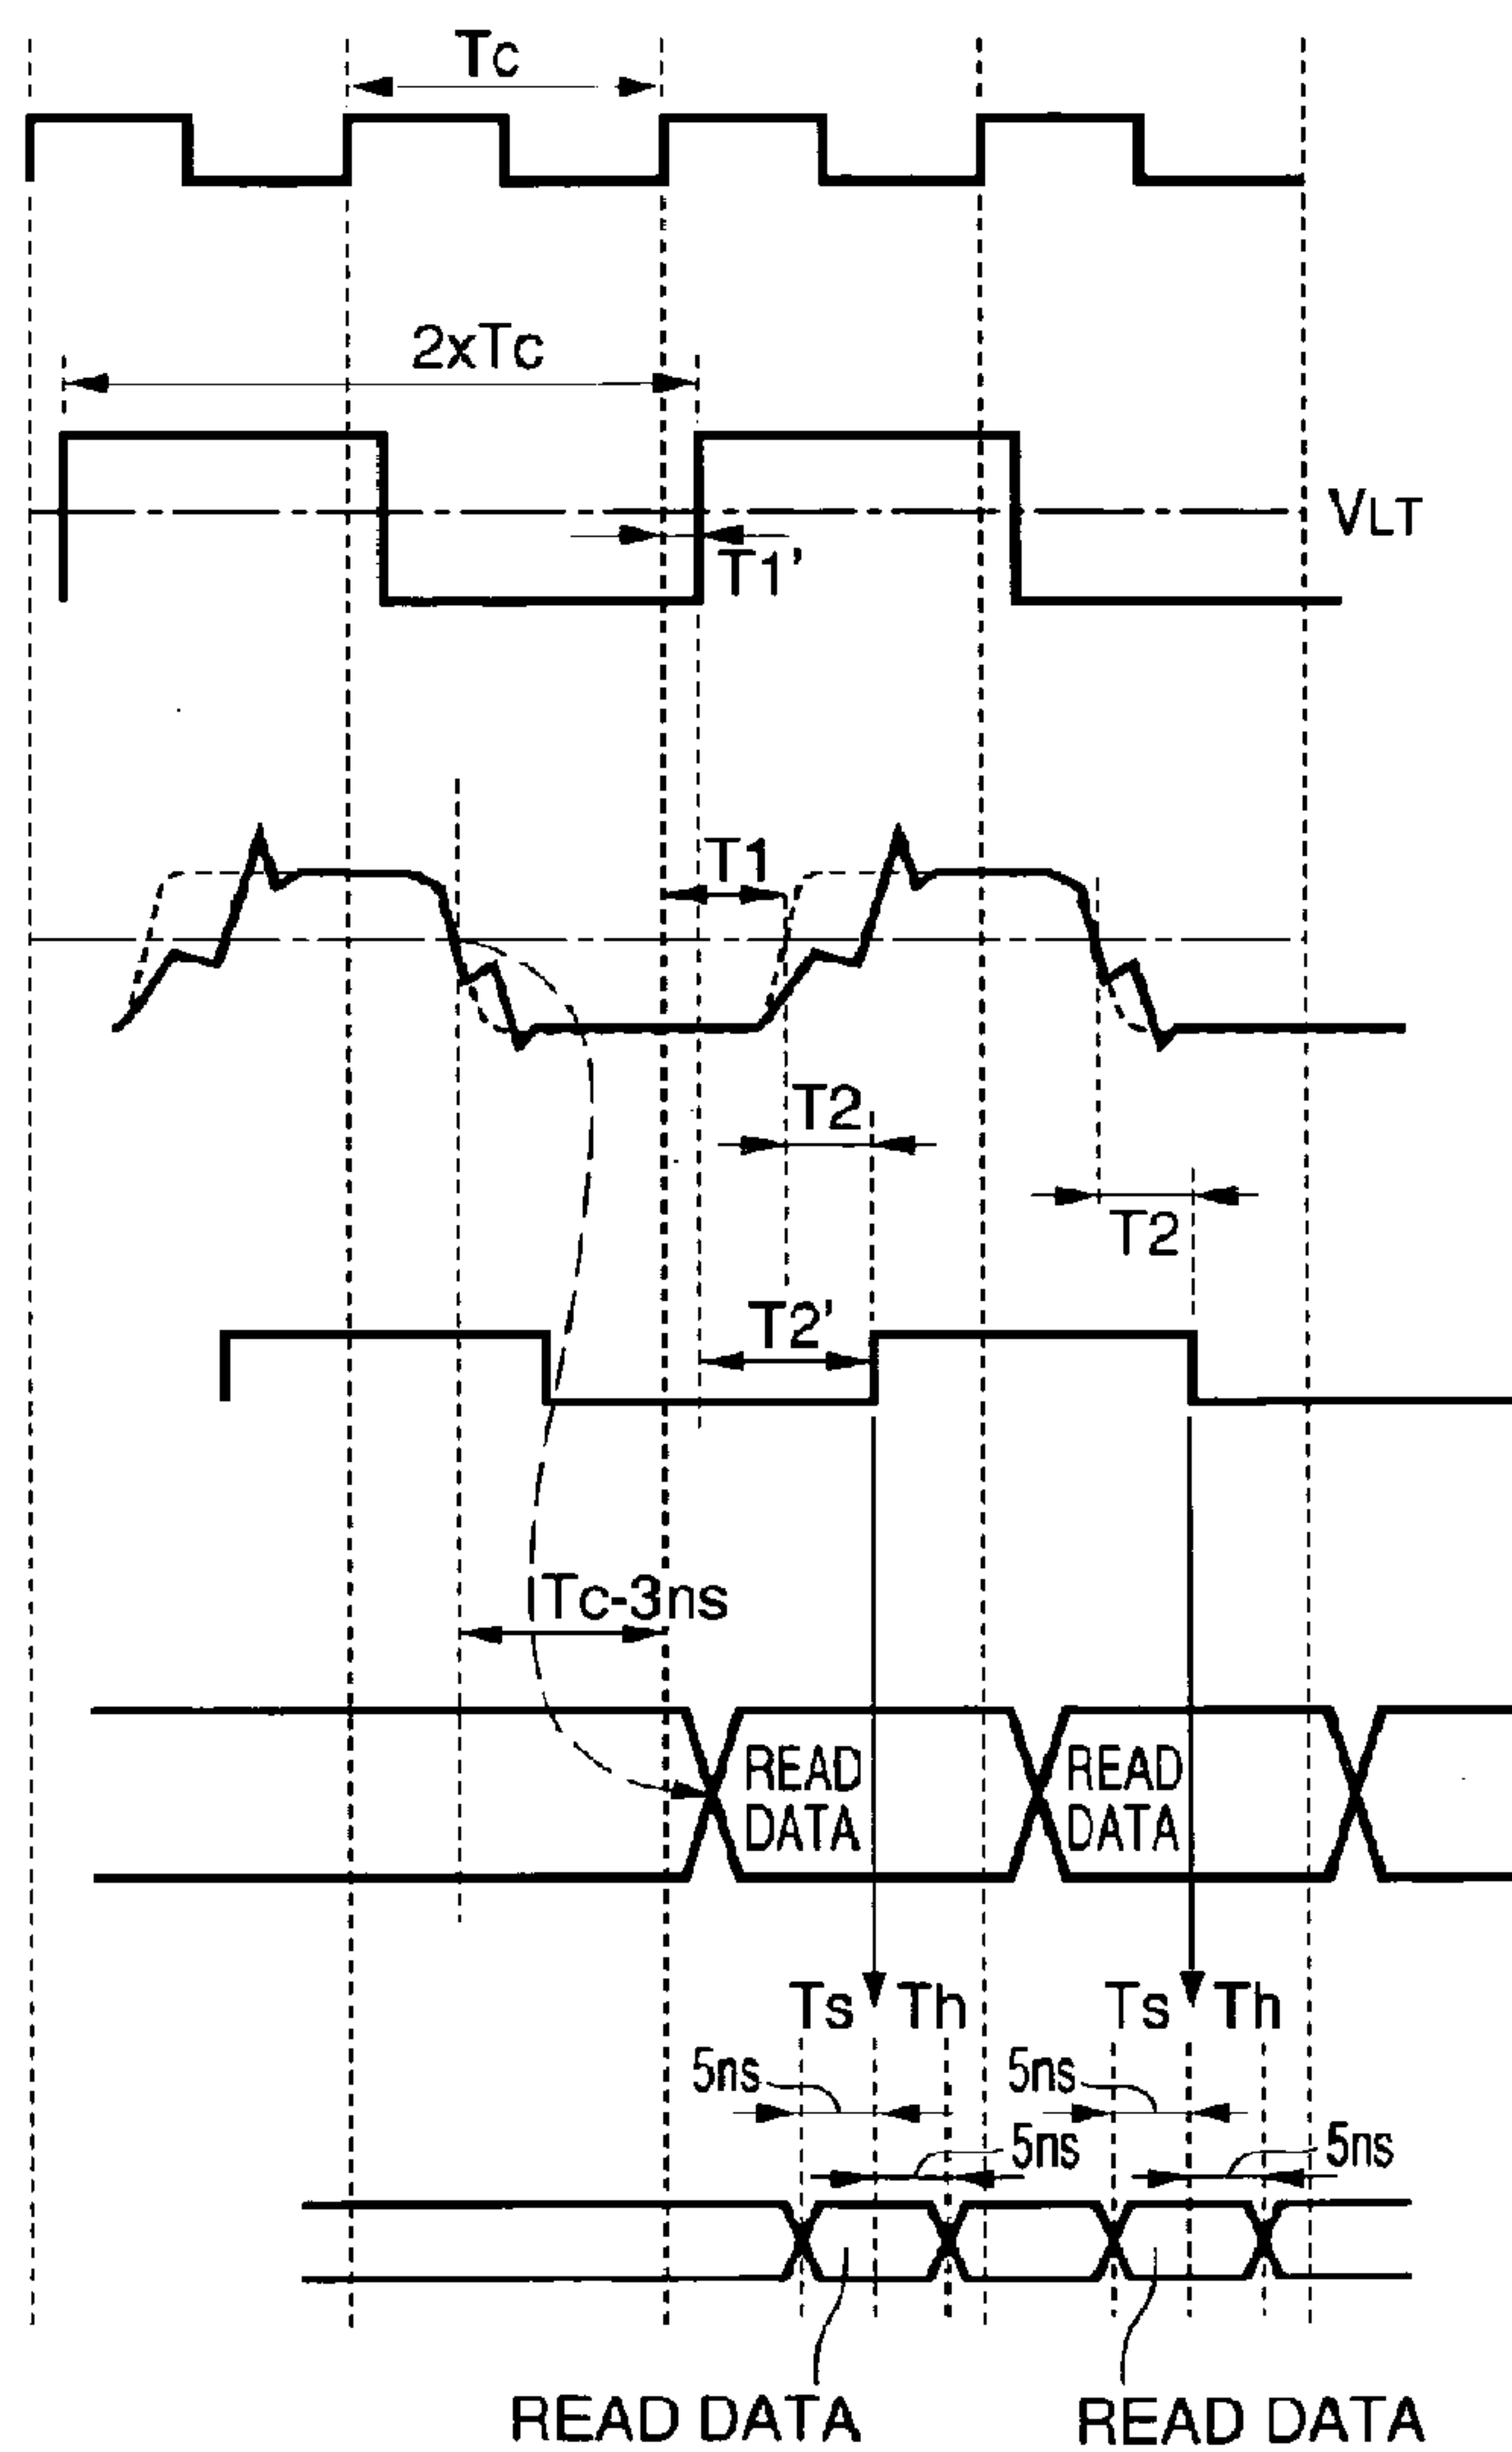 Tc
2xTc
VLT
T1'
T1
T2
T2
T2'
Tc-3ns
READ
DATA
READ
DATA
Ts
Th
Ts
Th
5ns
5ns
5ns
5ns
READ DATA
READ DATA